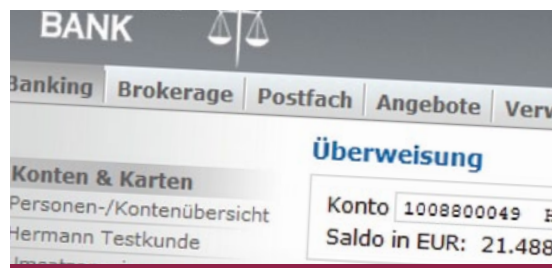 BANK
Banking Brokerage Postfach Angebote
Überweisung
Konten & Karten
Personen-/Kontenübersicht
Hermann Testkunde
Konto 1008800049
Saldo in EUR: 21.488